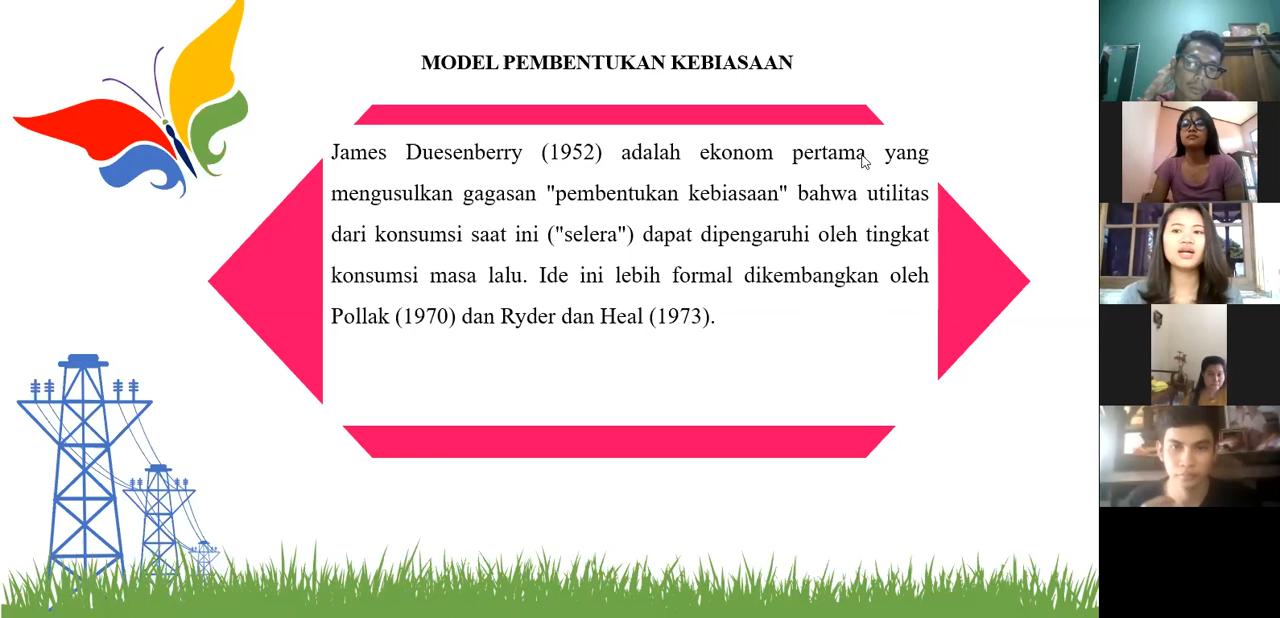 MODEL PEMBENTUKAN KEBIASAAN
James Duesenberry (1952) adalah ekonom pertama yang
mengusulkan gagasan "pembentukan kebiasaan" bahwa utilitas
dari konsumsi saat ini ("selera") dapat dipengaruhi oleh tingkat
konsumsi masa lalu. Ide ini lebih formal dikembangkan oleh
Pollak (1970) dan Ryder dan Heal (1973).